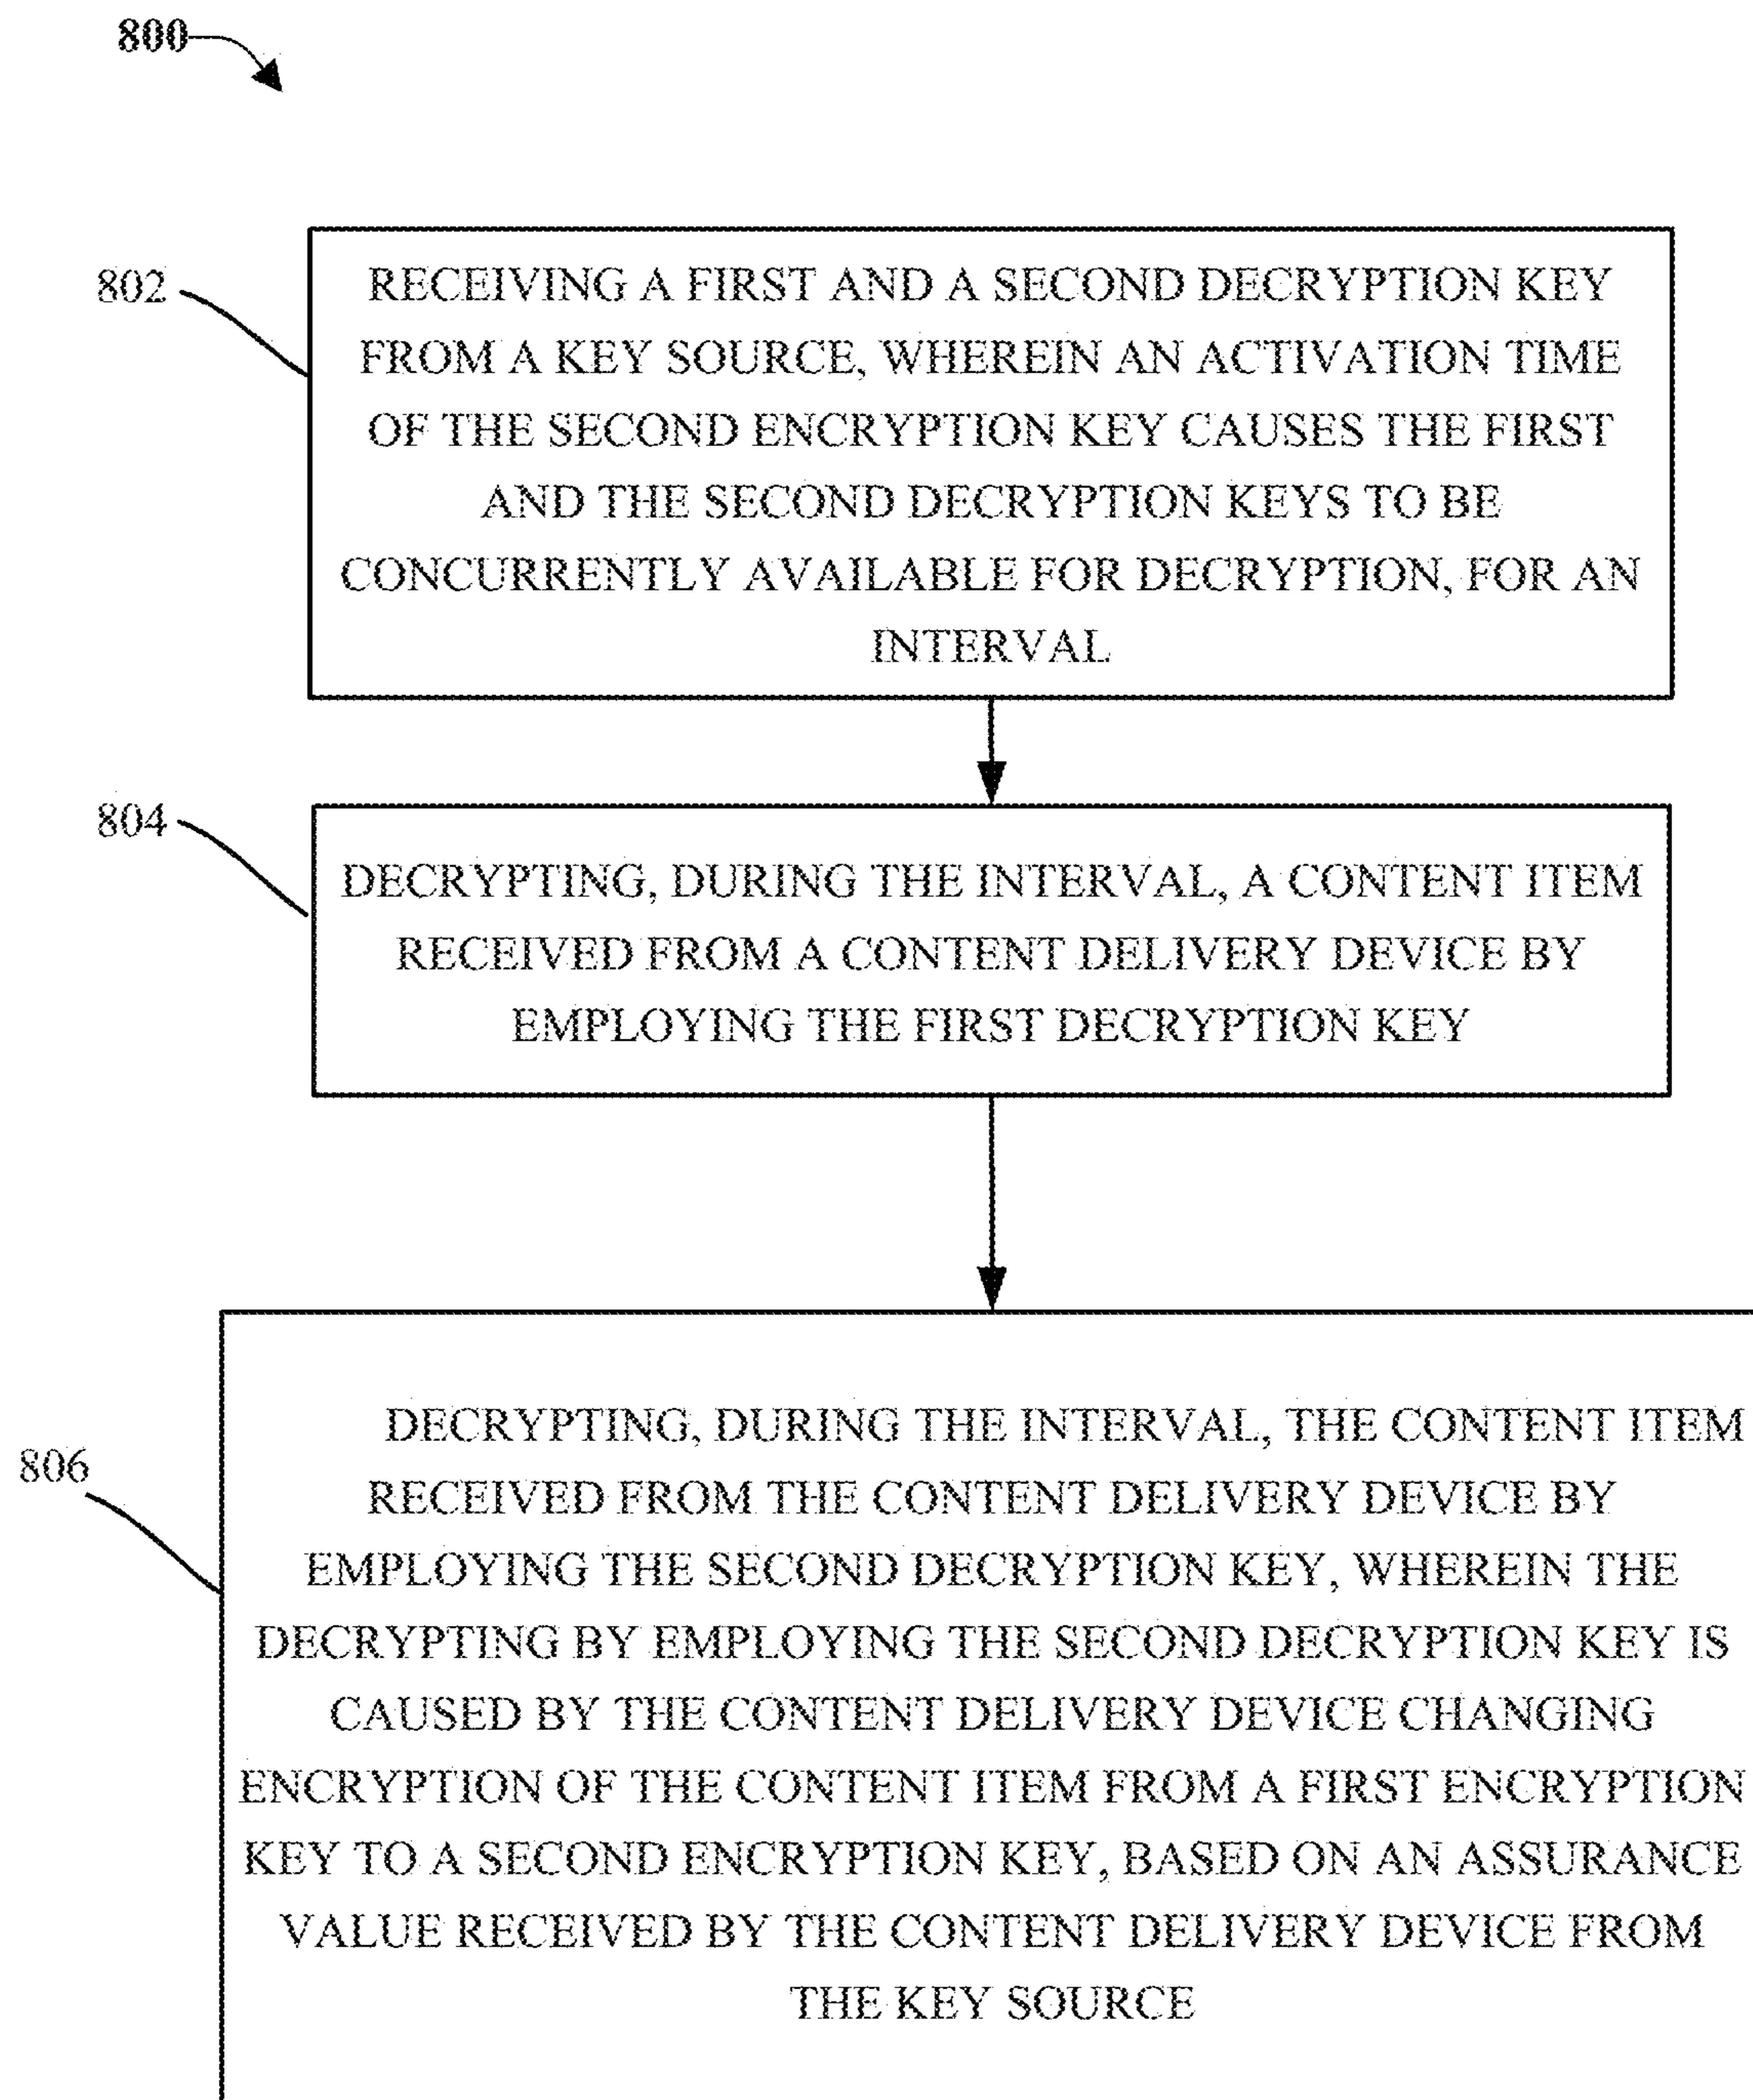 800
802
RECEIVING A FIRST AND A SECOND DECRYPTION KEY
FROM A KEY SOURCE, WHEREIN AN ACTIVATION TIME
OF THE SECOND ENCRYPTION KEY CAUSES THE FIRST
AND THE SECOND DECRYPTION KEYS TO BE
CONCURRENTLY AVAILABLE FOR DECRYPTION, FOR AN
INTERVAL
804
DECRYPTING, DURING THE INTERVAL, A CONTENT ITEM
RECEIVED FROM A CONTENT DELIVERY DEVICE BY
EMPLOYING THE FIRST DECRYPTION KEY
806
DECRYPTING, DURING THE INTERVAL, THE CONTENT ITEM
RECEIVED FROM THE CONTENT DELIVERY DEVICE BY
EMPLOYING THE SECOND DECRYPTION KEY, WHEREIN THE
DECRYPTING BY EMPLOYING THE SECOND DECRYPTION KEY IS
CAUSED BY THE CONTENT DELIVERY DEVICE CHANGING
ENCRYPTION OF THE CONTENT ITEM FROM A FIRST ENCRYPTION
KEY TO A SECOND ENCRYPTION KEY, BASED ON AN ASSURANCE
VALUE RECEIVED BY THE CONTENT DELIVERY DEVICE FROM
THE KEY SOURCE